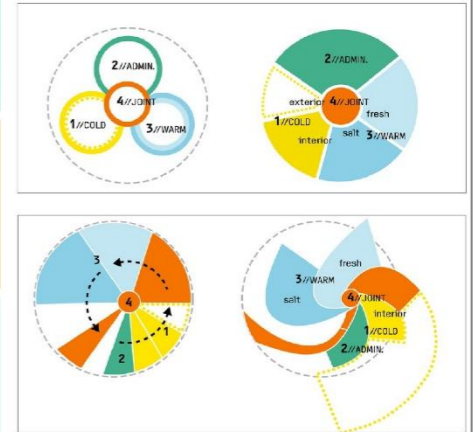 2//ADMIN.
4//JOINT
1//COLD
3//WARM
2//ADMIN.
exterior 4//JOINT
fresh
1//COLD
salt 3//WARM
interior
3
4
1
2
fresh
3//WARM
salt
4//JOINT
interior
1//COLD
2//ADMIN.